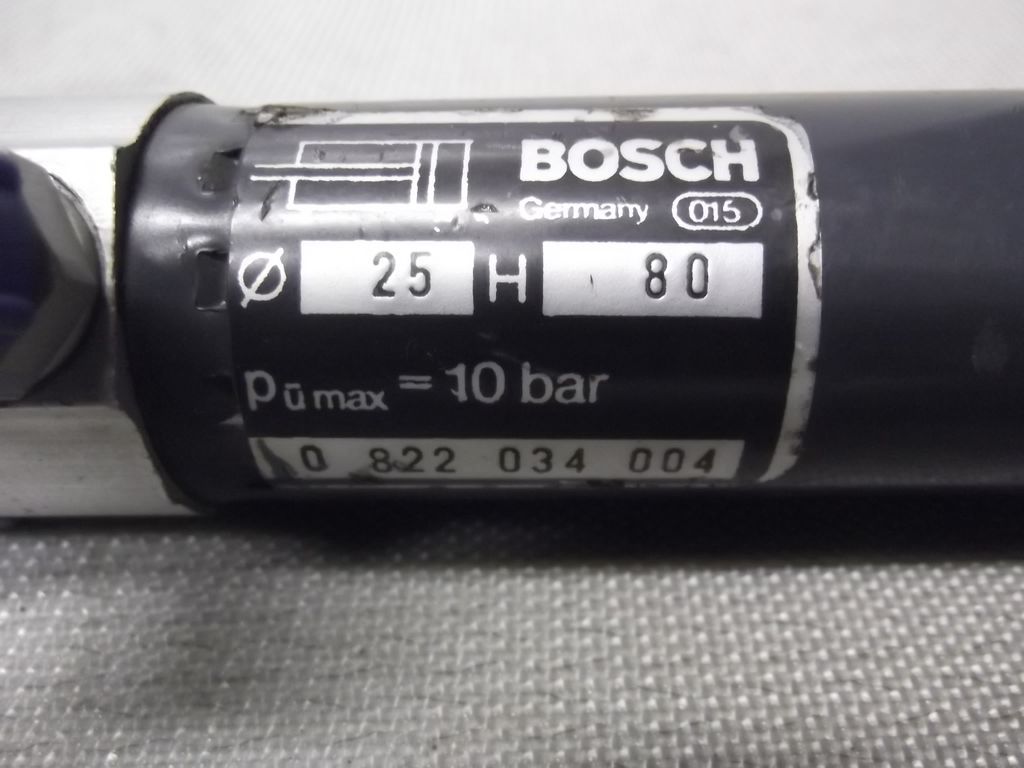 BOSCH
Germany 015
Ø 25 H 80
pü max = 10 bar
0 822 034 004